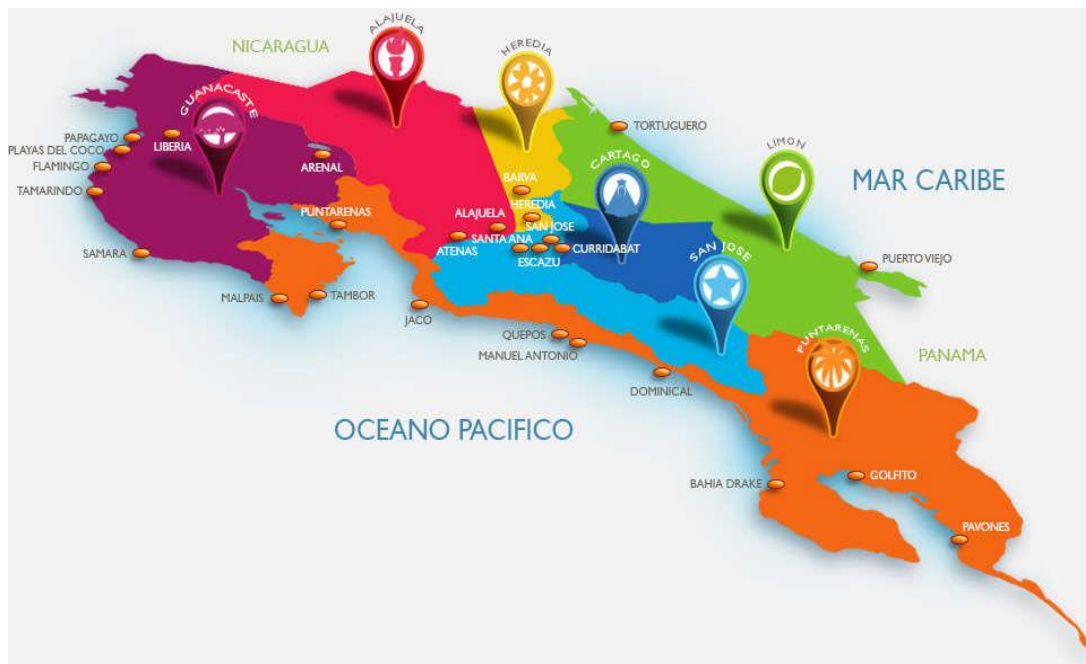 ALAJUELA
NICARAGUA
HEREDIA
GUANACASTE
TORTUGUERO
PAPAGAYO
LIBERIA
PLAYAS DEL COCO
ARENAL
CARTAGO
LIMON
FLAMINGO
BARVA
MAR CARIBE
TAMARINDO
HEREDIA
PUNTARENAS
ALAJUELA
SAN JOSE
SANTA ANA
ATENAS
CURRIDABAT
SAN JOSE
SAMARA
ESCAZU
PUERTO VIEJO
MALPAIS
TAMBOR
JACO
QUEPOS
PUNTARENAS
MANUEL ANTONIO
PANAMA
DOMINICAL
OCEANO PACIFICO
GOLFITO
BAHIA DRAKE
PAVONES